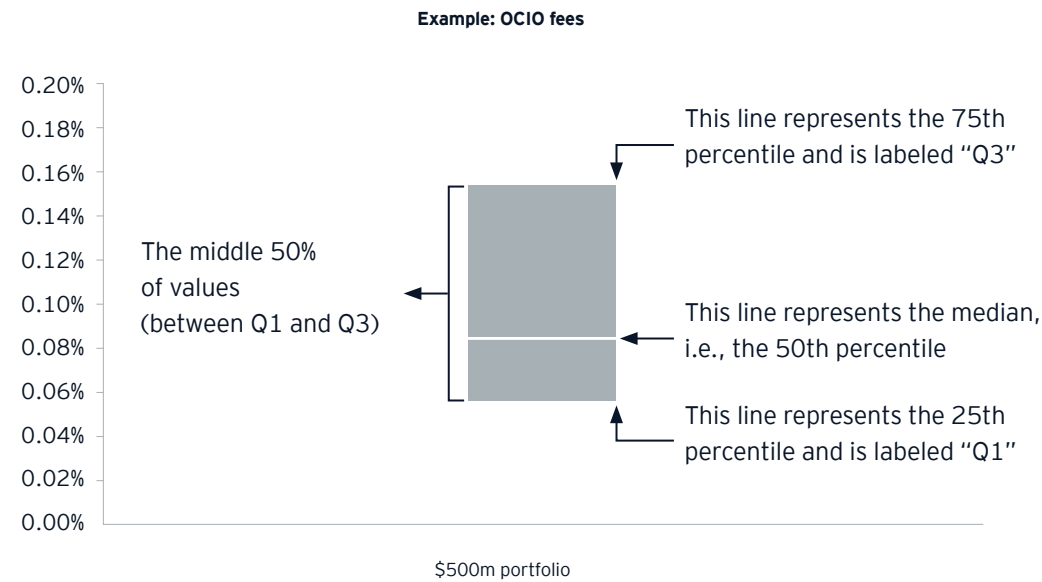 Example: OCIO fees
0.20%
0.18%
0.16%
0.14%
0.12%
0.10%
0.08%
0.06%
0.04%
0.02%
0.00%
The middle 50%
of values
(between Q1 and Q3)
This line represents the 75th
percentile and is labeled “Q3”
This line represents the median,
i.e., the 50th percentile
This line represents the 25th
percentile and is labeled “Q1”
$500m portfolio